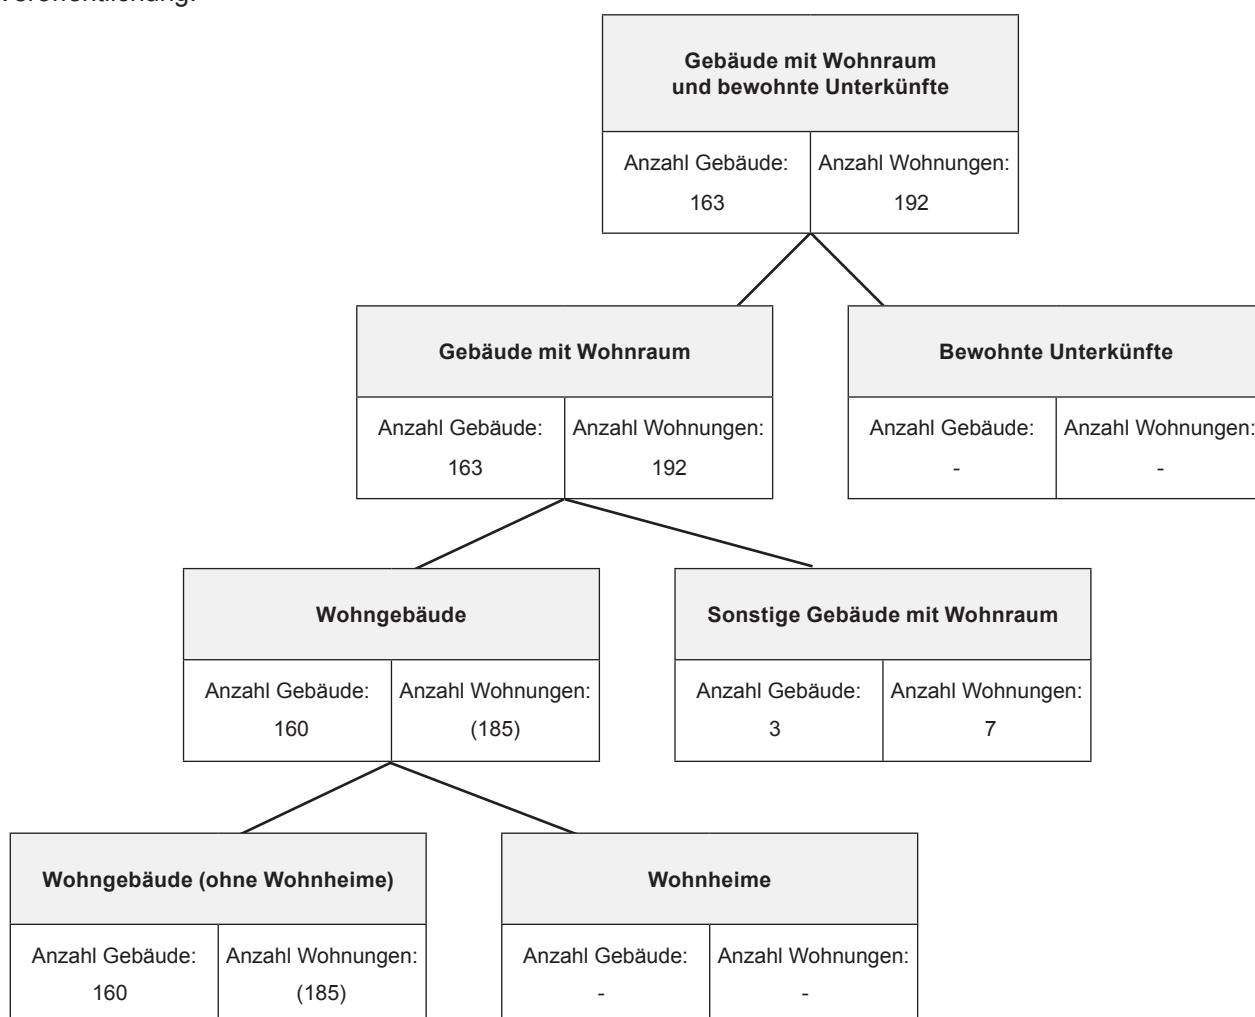 Veröffentlichung.
Gebäude mit Wohnraum
und bewohnte Unterkünfte
Anzahl Gebäude: Anzahl Wohnungen:
163 192
Gebäude mit Wohnraum
Bewohnte Unterkünfte
Anzahl Gebäude: Anzahl Wohnungen:
163 192
Anzahl Gebäude: Anzahl Wohnungen:
- -
Wohngebäude
Sonstige Gebäude mit Wohnraum
Anzahl Gebäude: Anzahl Wohnungen:
160 (185)
Anzahl Gebäude: Anzahl Wohnungen:
3 7
Wohngebäude (ohne Wohnheime)
Wohnheime
Anzahl Gebäude: Anzahl Wohnungen:
160 (185)
Anzahl Gebäude: Anzahl Wohnungen:
- -